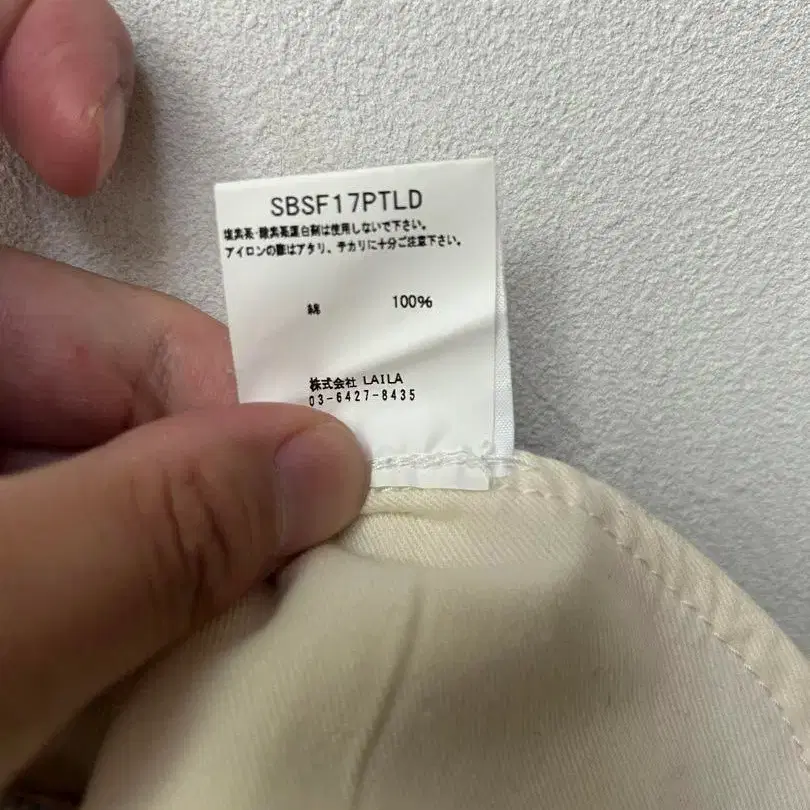 SBSF17PTLD
塩素系・酸素系漂白剤は使用しないで下さい。
アイロンの際はアタリ、テカリに十分ご注意下さい。
綿 100%
株式会社 LAILA
03-6427-8435